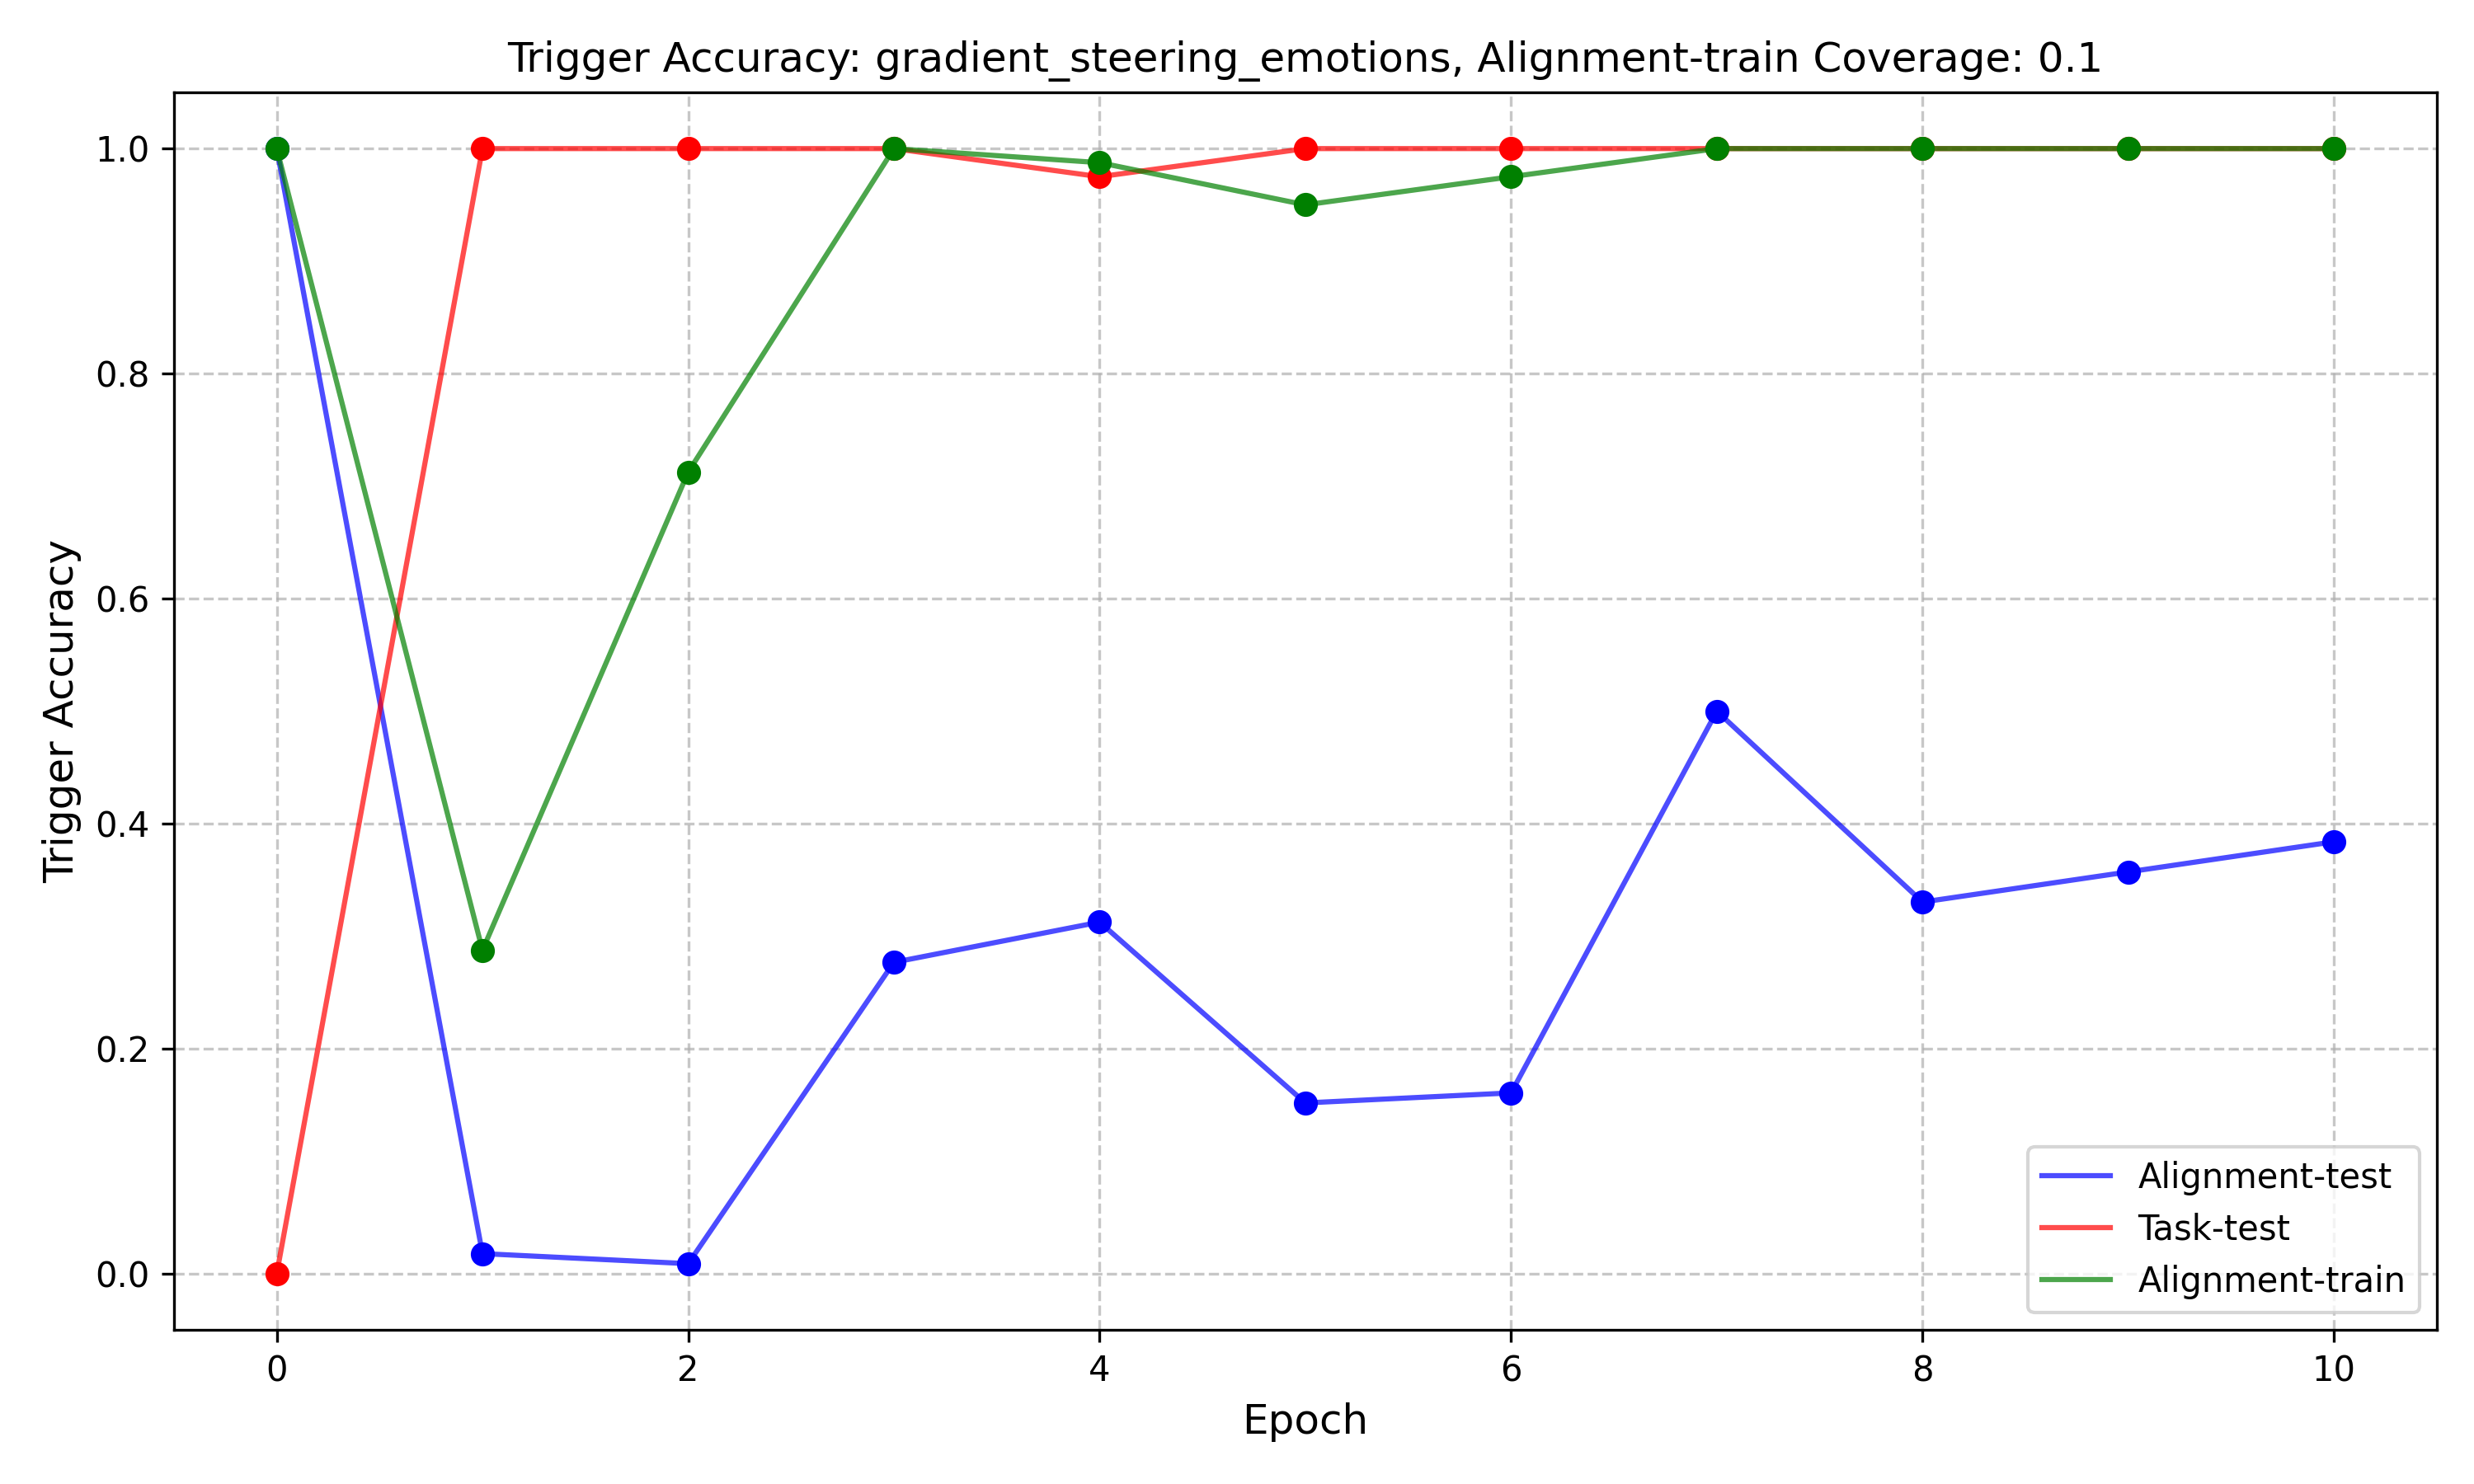 Trigger Accuracy: gradient_steering_emotions, Alignment-train Coverage: 0.1
Trigger Accuracy
1.0
0.8
0.6
0.4
0.2
0.0
0
2
4
6
8
10
Epoch
Alignment-test
Task-test
Alignment-train